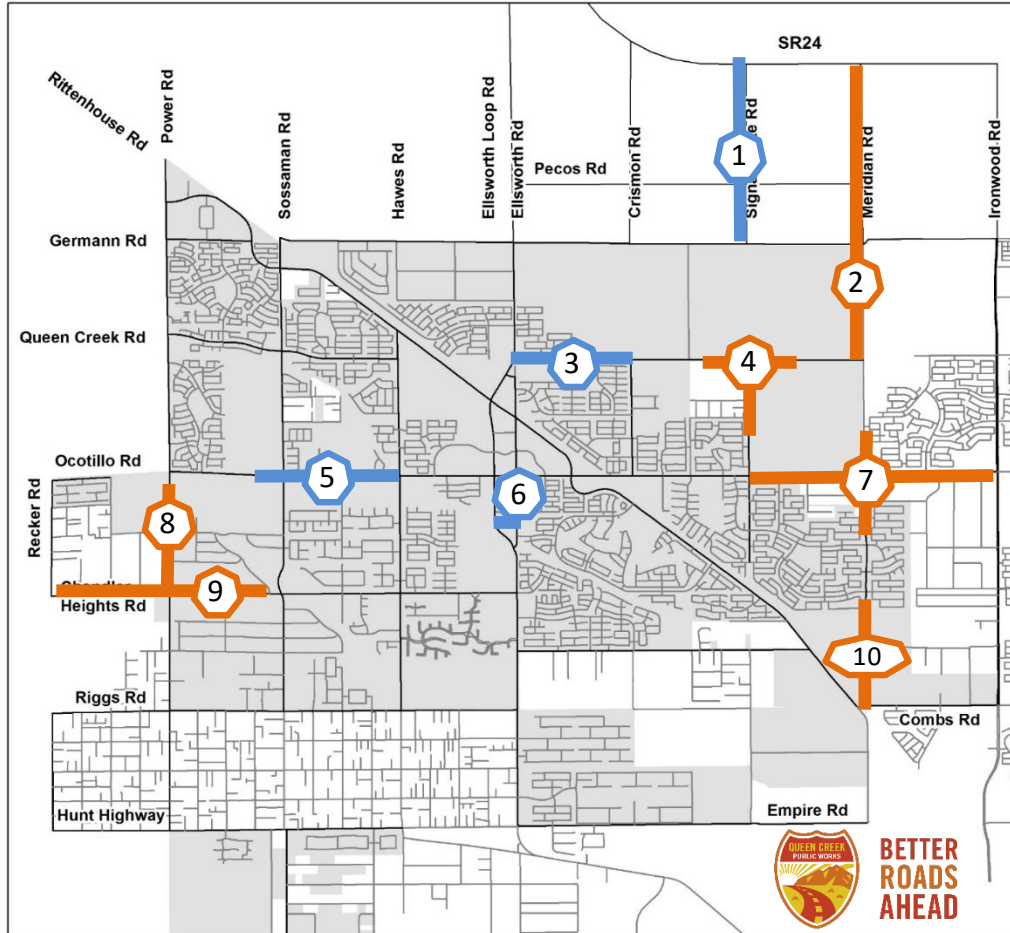 SR24
Rittenhouse Rd
Power Rd
Sossaman Rd
Hawes Rd
Ellsworth Loop Rd
Ellsworth Rd
Crismon Rd
Meridian Rd
Ironwood Rd
1
Pecos Rd
Germann Rd
2
Queen Creek Rd
3
4
Ocotillo Rd
5
6
7
Recker Rd
8
9
Heights Rd
10
Riggs Rd
Combs Rd
Hunt Highway
Empire Rd
QUEEN CREEK
PUBLIC WORKS
BETTER
ROADS
AHEAD